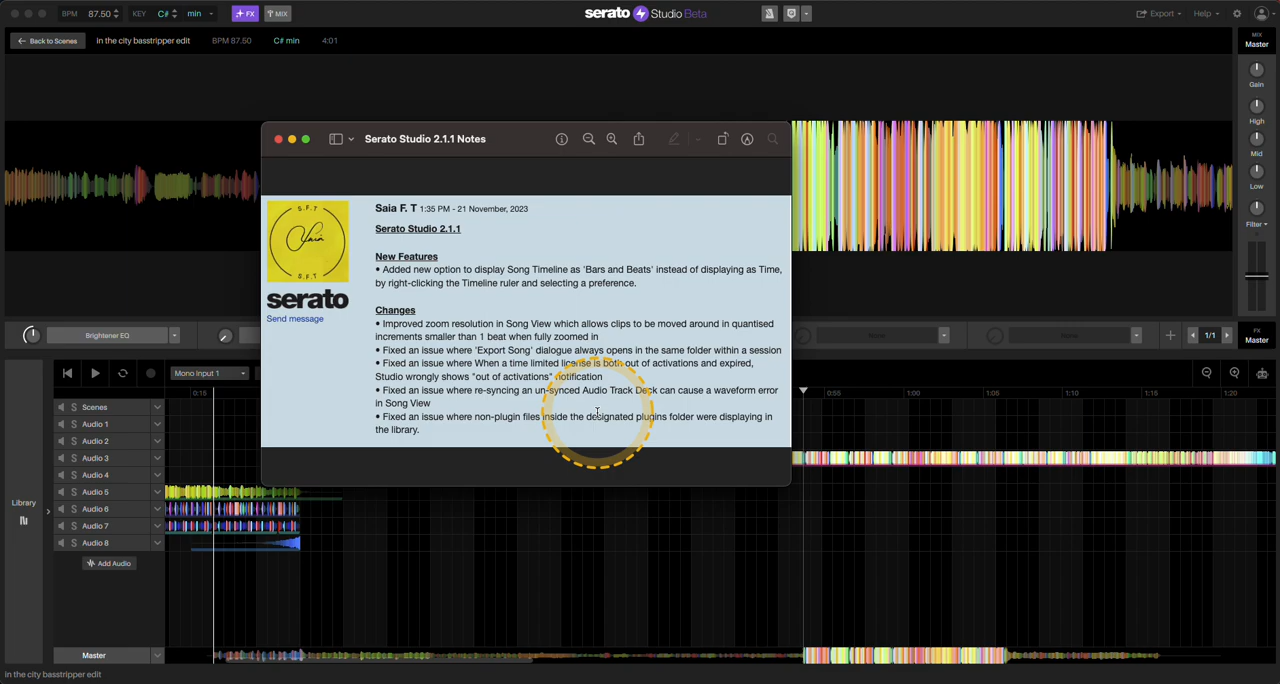 BPM 87.50 KEY C# min FX MIX serato Studio Beta Export Help
Back to Scenes in the city basstripper edit BPM 87.50 C# min 4:01
MIX
Master
Gain
High
Mid
Low
Filter
Serato Studio 2.1.1 Notes
S.F.T
S.F.T
serato
Send message
Saia F. T 1:35 PM - 21 November, 2023
Serato Studio 2.1.1
New Features
• Added new option to display Song Timeline as 'Bars and Beats' instead of displaying as Time,
by right-clicking the Timeline ruler and selecting a preference.
Changes
• Improved zoom resolution in Song View which allows clips to be moved around in quantised
increments smaller than 1 beat when fully zoomed in
• Fixed an issue where 'Export Song' dialogue always opens in the same folder within a session
• Fixed an issue where When a time limited license is both out of activations and expired,
Studio wrongly shows "out of activations" notification
• Fixed an issue where re-syncing an un-synced Audio Track Deck can cause a waveform error
in Song View
• Fixed an issue where non-plugin files inside the designated plugins folder were displaying in
the library.
Brightener EQ None None 1/1
FX
Master
Mono Input 1
0:15 0:55 1:00 1:05 1:10 1:15 1:20
S Scenes
S Audio 1
S Audio 2
S Audio 3
S Audio 4
S Audio 5
S Audio 6
S Audio 7
S Audio 8
Add Audio
Library
Master
In the city basstripper edit